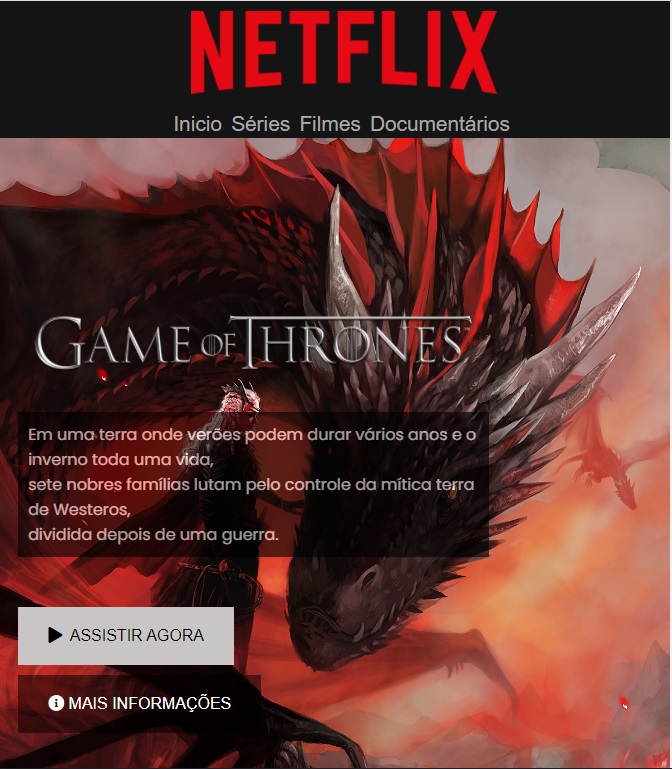 NETFLIX
Inicio Séries Filmes Documentários
GAME OF THRONES
Em uma terra onde verões podem durar vários anos e o
inverno toda uma vida,
sete nobres famílias lutam pelo controle da mítica terra
de Westeros,
dividida depois de uma guerra.
ASSISTIR AGORA
MAIS INFORMAÇÕES